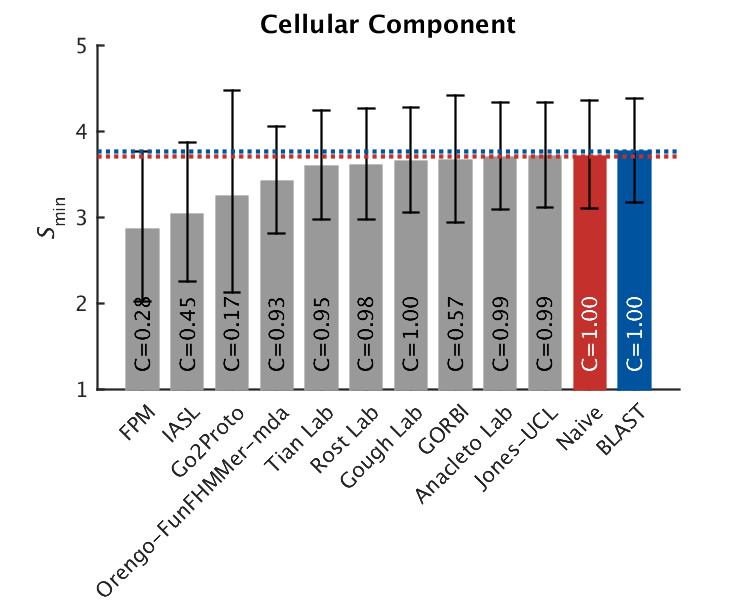 Cellular Component
5
4
3
2
1
Smin
C=0.28
C=0.45
C=0.17
C=0.93
C=0.95
C=0.98
C=1.00
C=0.57
C=0.99
C=0.99
C=1.00
C=1.00
FPM
IASL
Go2Proto
Orengo-FunFHMMer-mda
Tian Lab
Rost Lab
Gough Lab
GORBI
Anacleto Lab
Jones-UCL
Naive
BLAST